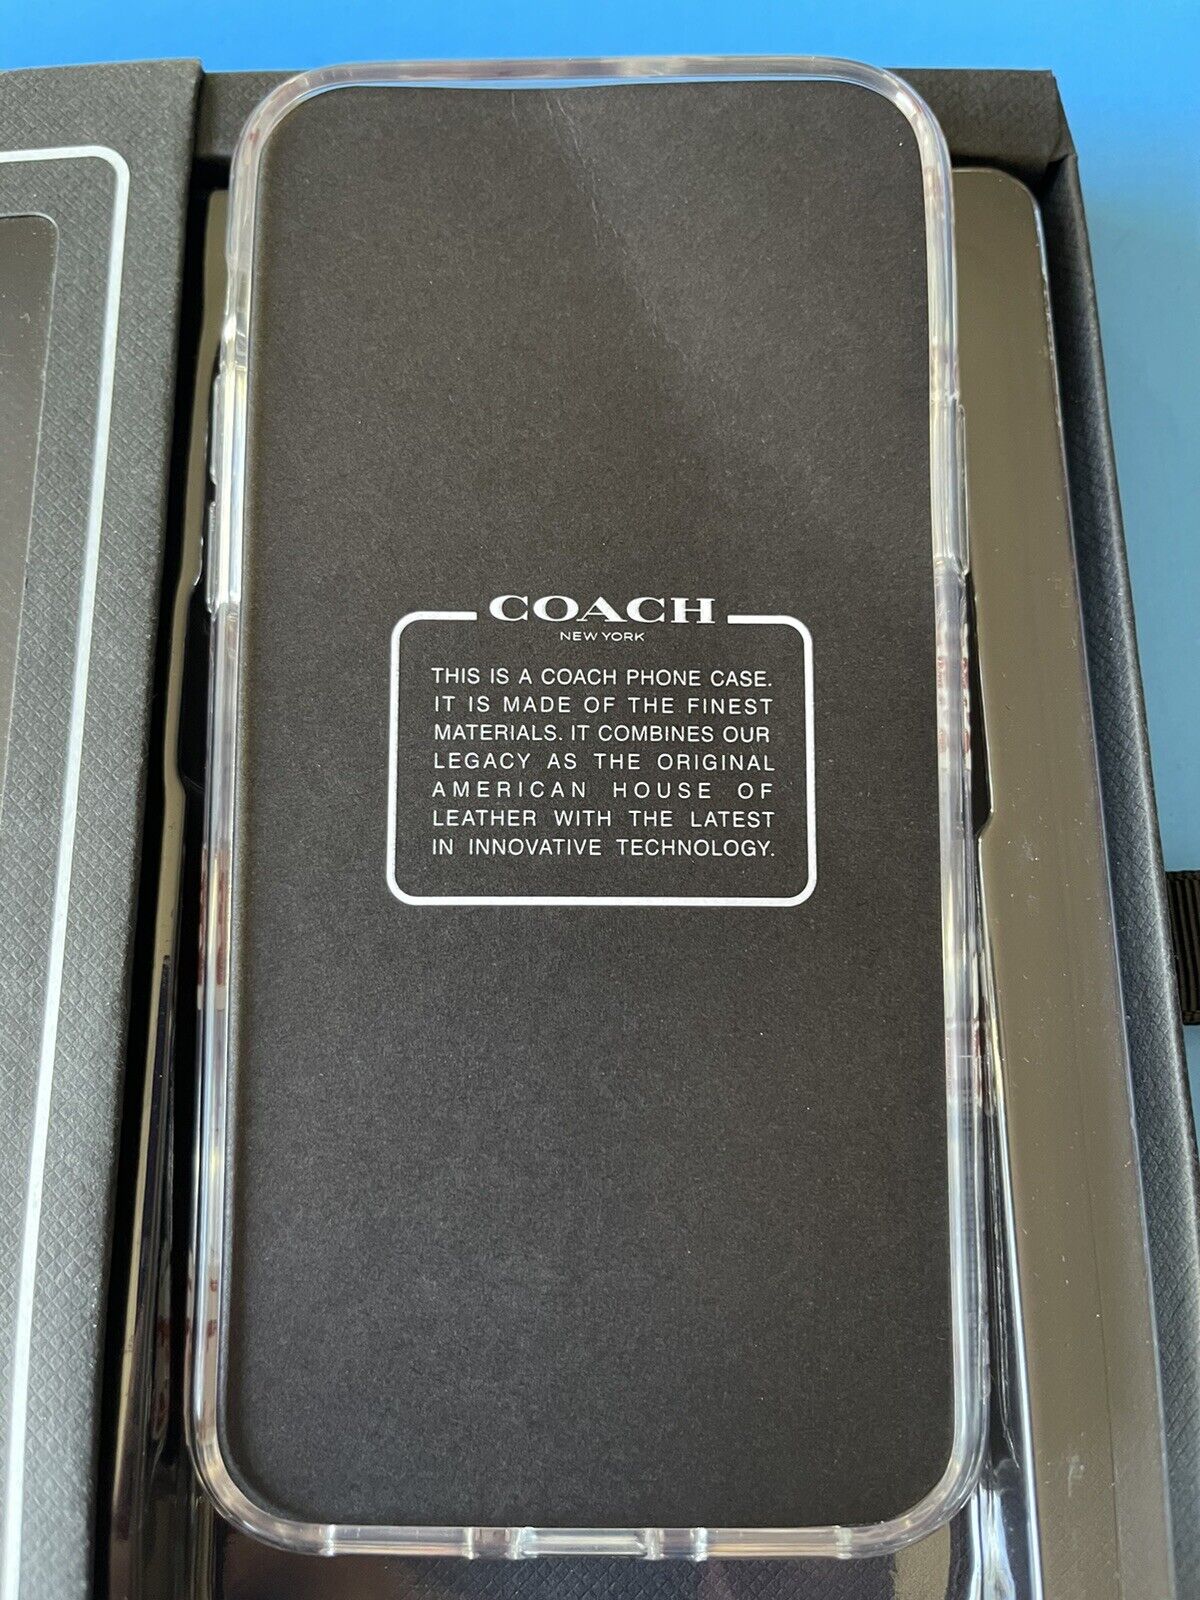 COACH
NEW YORK
THIS IS A COACH PHONE CASE.
IT IS MADE OF THE FINEST
MATERIALS. IT COMBINES OUR
LEGACY AS THE ORIGINAL
AMERICAN HOUSE OF
LEATHER WITH THE LATEST
IN INNOVATIVE TECHNOLOGY.